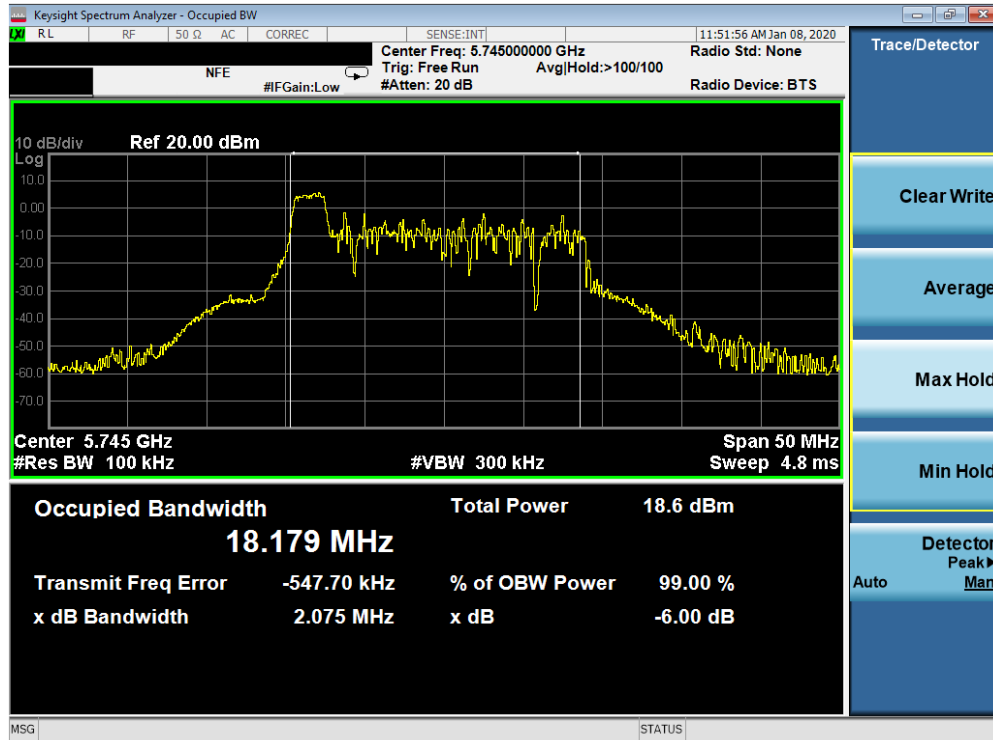 Keysight Spectrum Analyzer - Occupied BW
LXI RL RF 50 Ω AC CORREC SENSE:INT 11:51:56 AM Jan 08, 2020
Center Freq: 5.745000000 GHz Radio Std: None
NFE Trig: Free Run Avg|Hold:>100/100
#IFGain:Low #Atten: 20 dB Radio Device: BTS
10 dB/div Ref 20.00 dBm
Log
10.0
0.00
-10.0
-20.0
-30.0
-40.0
-50.0
-60.0
-70.0
Center 5.745 GHz Span 50 MHz
#Res BW 100 kHz #VBW 300 kHz Sweep 4.8 ms
Occupied Bandwidth Total Power 18.6 dBm
18.179 MHz
Transmit Freq Error -547.70 kHz % of OBW Power 99.00 %
x dB Bandwidth 2.075 MHz x dB -6.00 dB
MSG STATUS
Trace/Detector
Clear Write
Average
Max Hold
Min Hold
Detector
Peak▶
Auto Man